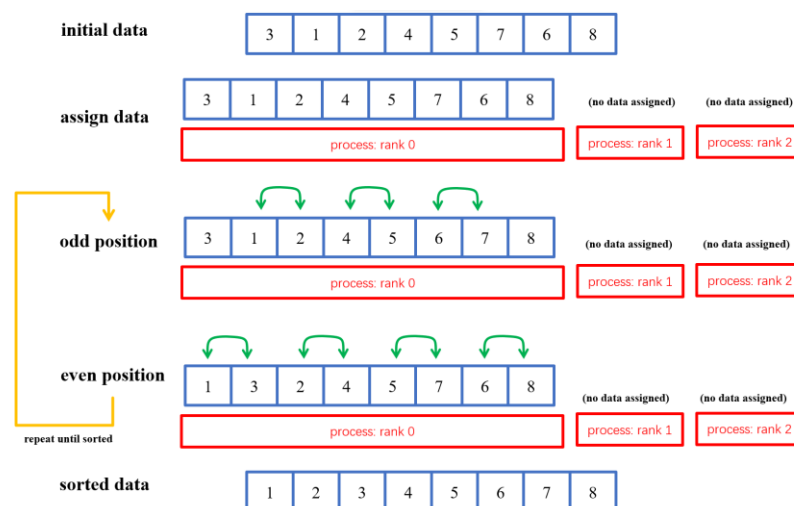 initial data
3 1 2 4 5 7 6 8
assign data
3 1 2 4 5 7 6 8
(no data assigned) (no data assigned)
process: rank 0 process: rank 1 process: rank 2
odd position
3 1 2 4 5 6 7 8
(no data assigned) (no data assigned)
process: rank 0 process: rank 1 process: rank 2
even position
1 3 2 4 5 7 6 8
(no data assigned) (no data assigned)
repeat until sorted
process: rank 0 process: rank 1 process: rank 2
sorted data
1 2 3 4 5 6 7 8